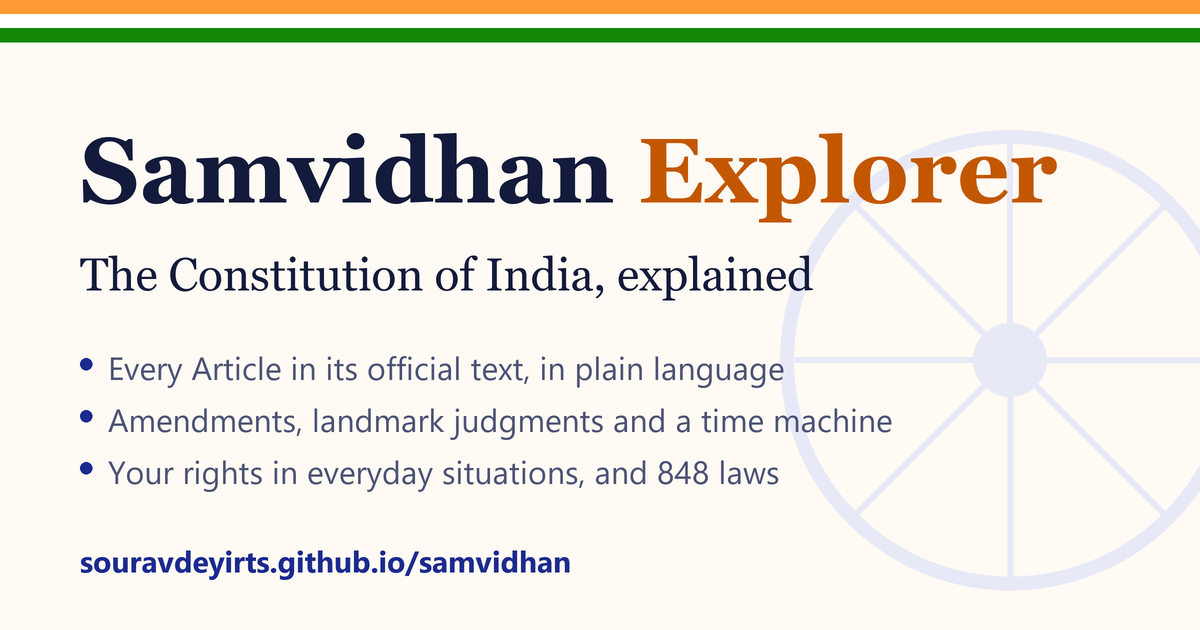 Samvidhan Explorer
The Constitution of India, explained
• Every Article in its official text, in plain language
• Amendments, landmark judgments and a time machine
• Your rights in everyday situations, and 848 laws
souravdeyirts.github.io/samvidhan